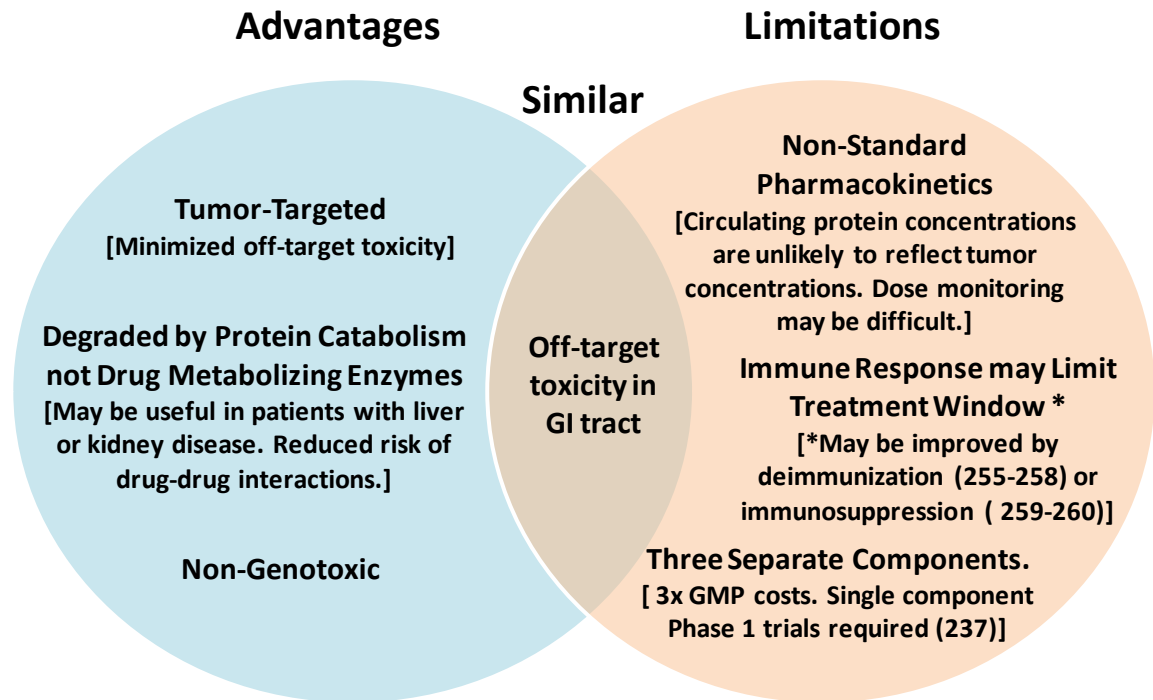 Advantages
Limitations
Similar
Tumor-Targeted
[Minimized off-target toxicity]
Degraded by Protein Catabolism
not Drug Metabolizing Enzymes
[May be useful in patients with liver
or kidney disease. Reduced risk of
drug-drug interactions.]
Non-Genotoxic
Off-target
toxicity in
GI tract
Non-Standard
Pharmacokinetics
[Circulating protein concentrations
are unlikely to reflect tumor
concentrations. Dose monitoring
may be difficult.]
Immune Response may Limit
Treatment Window *
[*May be improved by
deimmunization (255-258) or
immunosuppression ( 259-260)]
Three Separate Components.
[ 3x GMP costs. Single component
Phase 1 trials required (237)]